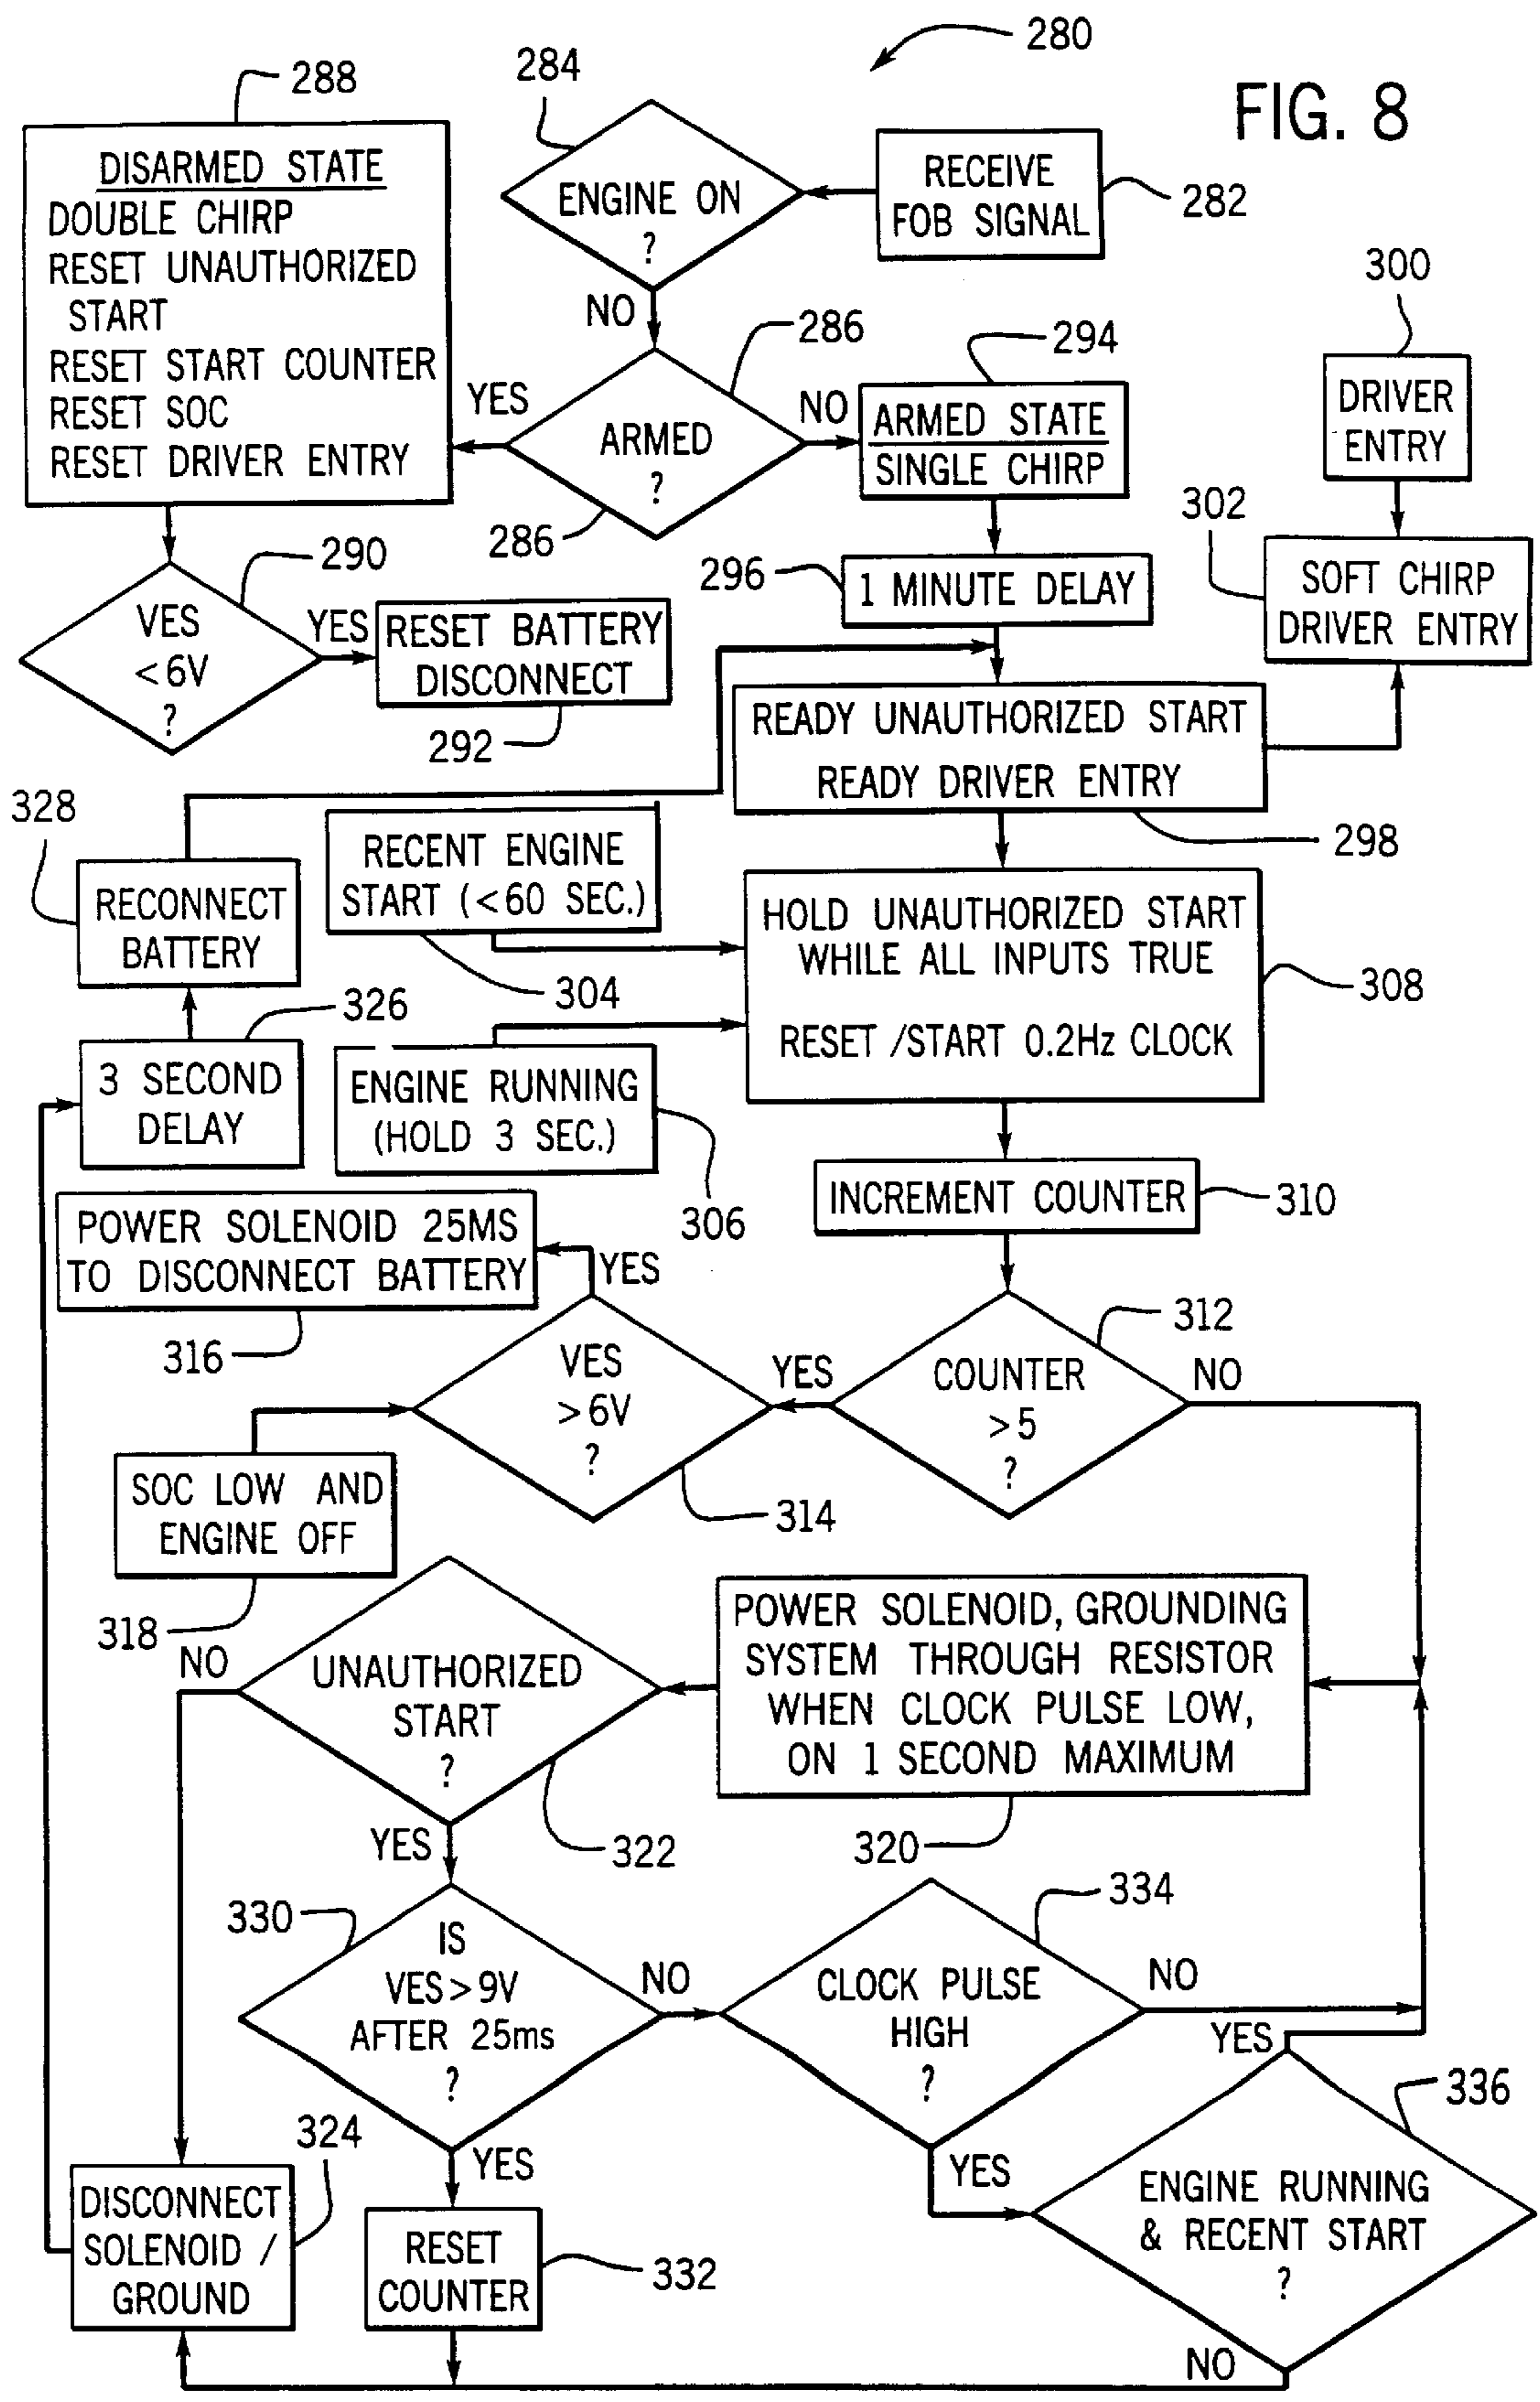 280
FIG. 8
284
ENGINE ON
?
RECEIVE
FOB SIGNAL
282
288
DISARMED STATE
DOUBLE CHIRP
RESET UNAUTHORIZED
START
RESET START COUNTER
RESET SOC
RESET DRIVER ENTRY
NO
286
YES
ARMED
?
286
NO
294
ARMED STATE
SINGLE CHIRP
300
DRIVER
ENTRY
302
SOFT CHIRP
DRIVER ENTRY
290
VES
<6V
?
YES
RESET BATTERY
DISCONNECT
292
296
1 MINUTE DELAY
READY UNAUTHORIZED START
READY DRIVER ENTRY
298
328
RECONNECT
BATTERY
RECENT ENGINE
START (<60 SEC.)
304
HOLD UNAUTHORIZED START
WHILE ALL INPUTS TRUE
RESET /START 0.2Hz CLOCK
308
326
3 SECOND
DELAY
ENGINE RUNNING
(HOLD 3 SEC.)
306
INCREMENT COUNTER
310
POWER SOLENOID 25MS
TO DISCONNECT BATTERY
316
YES
VES
>6V
?
314
YES
312
COUNTER
>5
?
NO
SOC LOW AND
ENGINE OFF
318
NO
UNAUTHORIZED
START
?
322
YES
POWER SOLENOID, GROUNDING
SYSTEM THROUGH RESISTOR
WHEN CLOCK PULSE LOW,
ON 1 SECOND MAXIMUM
320
330
IS
VES>9V
AFTER 25ms
?
NO
334
CLOCK PULSE
HIGH
?
NO
YES
YES
336
ENGINE RUNNING
& RECENT START
?
NO
324
DISCONNECT
SOLENOID /
GROUND
YES
RESET
COUNTER
332